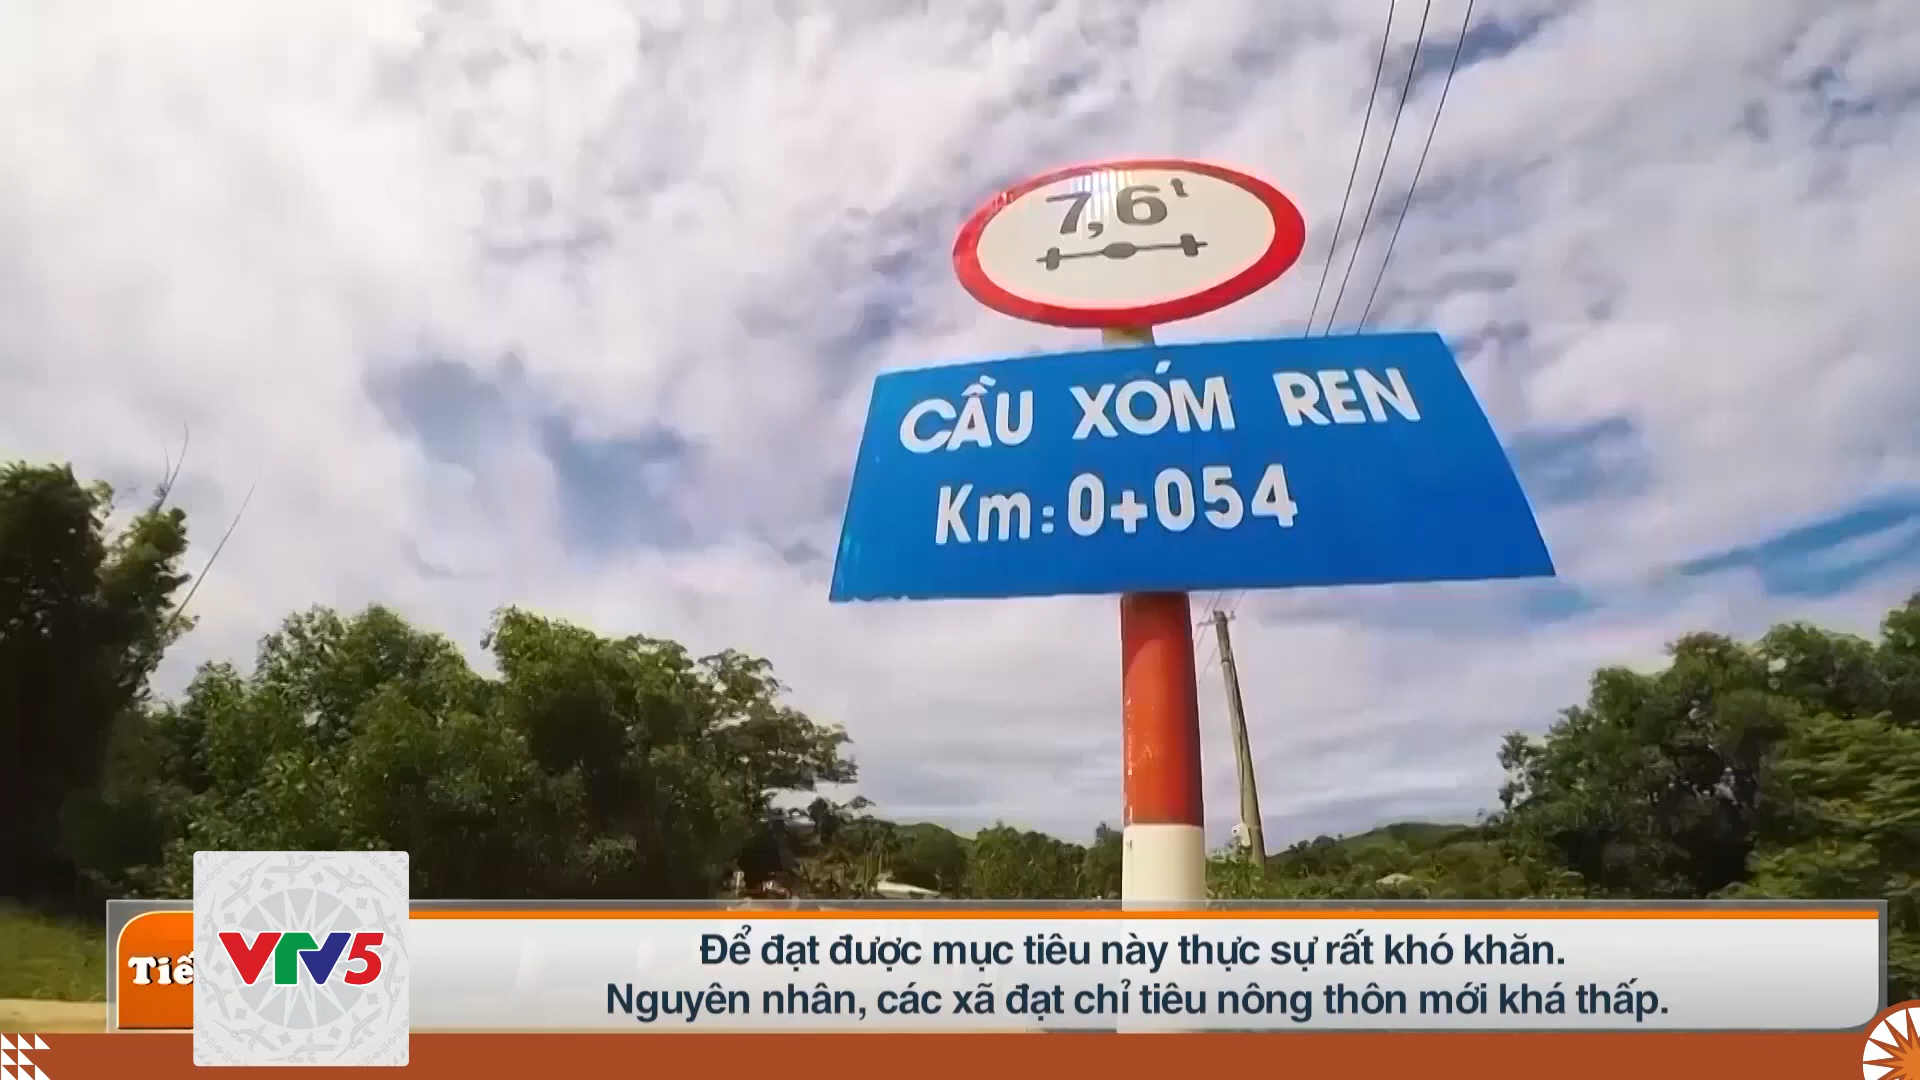 7,6t
CẦU XÓM REN
Km:0+054
Để đạt được mục tiêu này thực sự rất khó khăn.
Nguyên nhân, các xã đạt chỉ tiêu nông thôn mới khá thấp.
VTV5